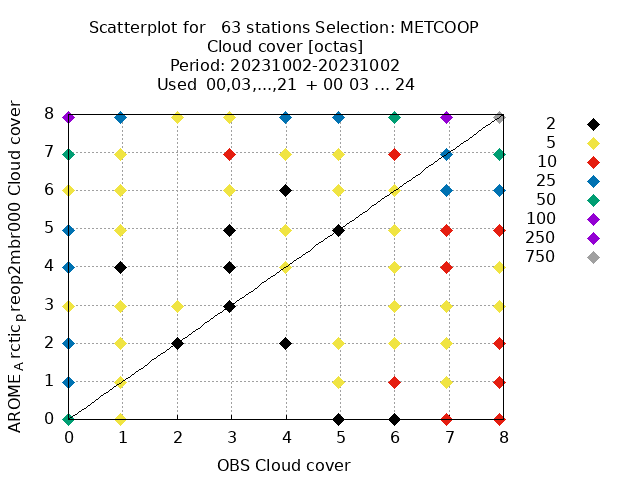 Scatterplot for 63 stations Selection: METCOOP
Cloud cover [octas]
Period: 20231002-20231002
Used 00,03,...,21 + 00 03 ... 24
AROME_Arctic_preop2mbr000 Cloud cover
8
7
6
5
4
3
2
1
0
0 1 2 3 4 5 6 7 8
OBS Cloud cover
2
5
10
25
50
100
250
750